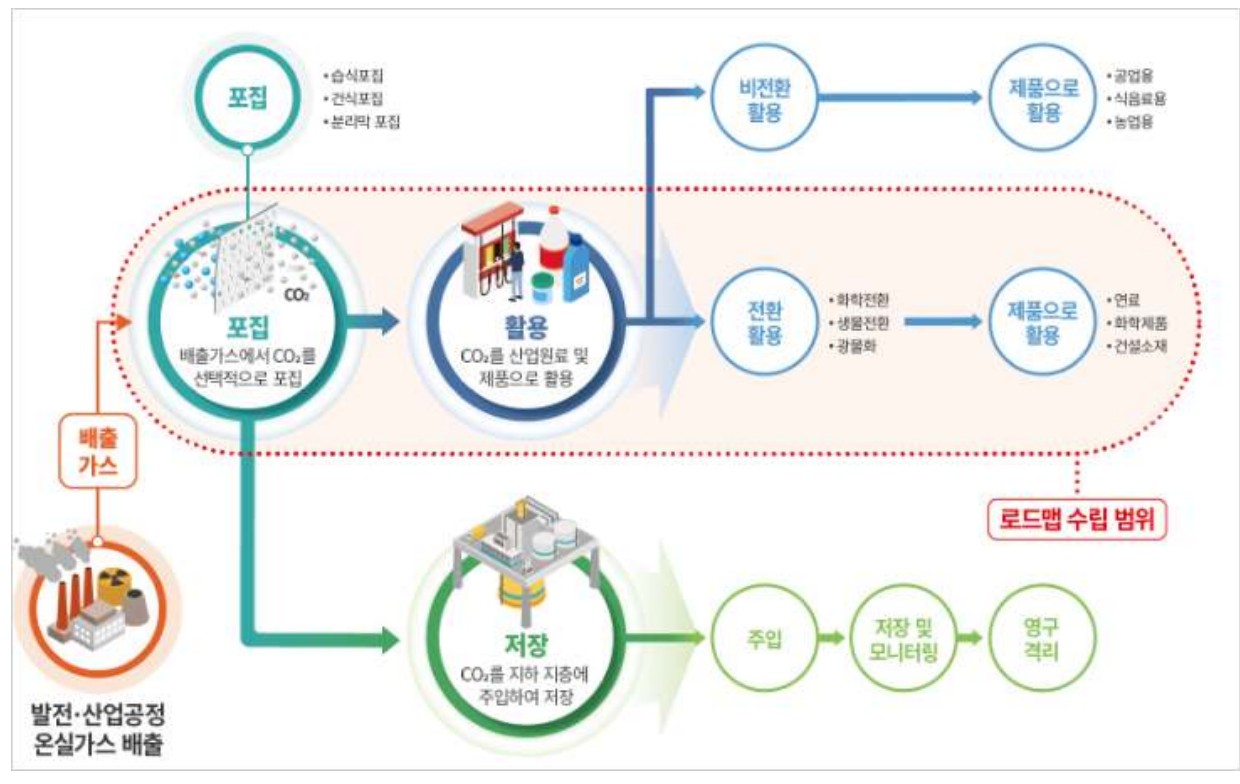 포집
• 습식포집
• 건식포집
• 분리막 포집
비전환
활용
제품으로
활용
• 공업용
• 식음료용
• 농업용
CO₂
포집
배출가스에서 CO₂를
선택적으로 포집
활용
CO₂를 산업원료 및
제품으로 활용
전환
활용
• 화학전환
• 생물전환
• 광물화
제품으로
활용
• 연료
• 화학제품
• 건설소재
배출
가스
로드맵 수립 범위
저장
CO₂를 지하 지층에
주입하여 저장
주입
저장 및
모니터링
영구
격리
발전·산업공정
온실가스 배출